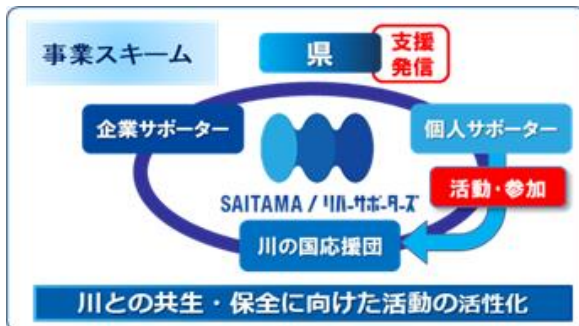 事業スキーム
県
支援
発信
企業サポーター
個人サポーター
活動・参加
SAITAMA / リバーサポーターズ
川の国応援団
川との共生・保全に向けた活動の活性化